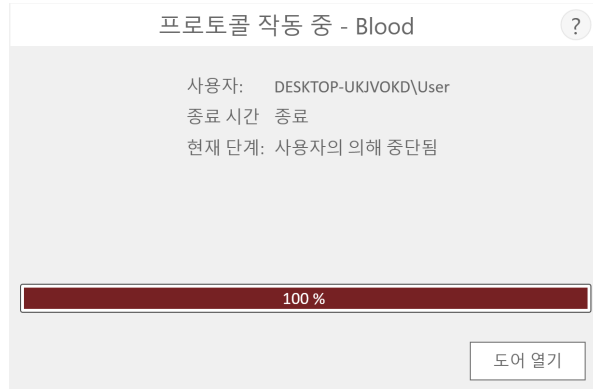 프로토콜 작동 중 - Blood
?
사용자: DESKTOP-UKJVOKD\User
종료 시간 종료
현재 단계: 사용자의 의해 중단됨
100 %
도어 열기